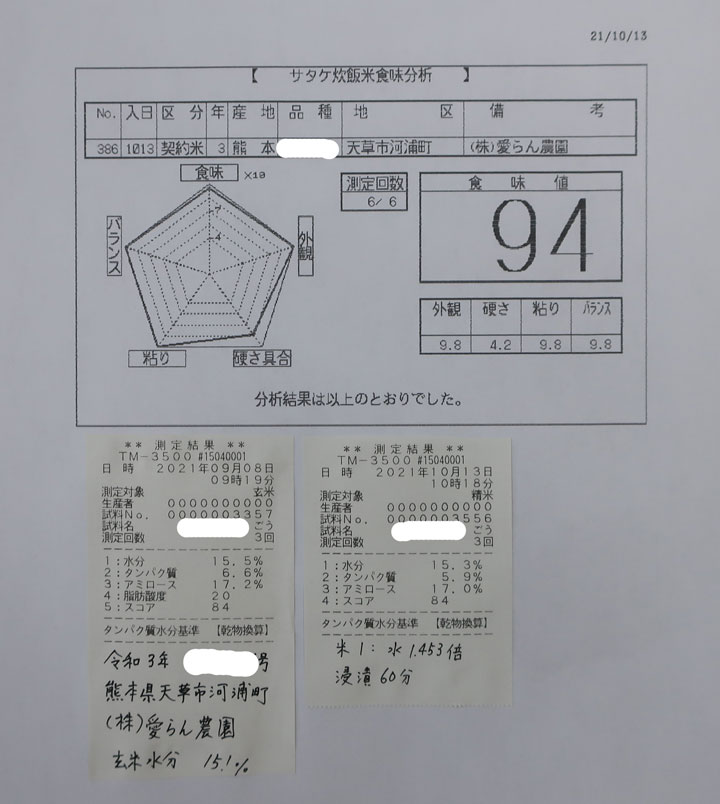 21/10/13
【 サタケ炊飯米食味分析 】
No. 入日 区分 年 産地 品種 地区 備考
386 1013 契約米 3 熊本 天草市河浦町 (株)愛らん農園
食味 ×10
7
4
外観
硬さ具合
粘り
バランス
測定回数
6/ 6
食味値
94
外観 硬さ 粘り バランス
9.8 4.2 9.8 9.8
分析結果は以上のとおりでした。
** 測定結果 **
TM-3500 #15040001
日時 2021年09月08日
09時19分
測定対象 玄米
生産者 0000000000
試料No. 0000003357
試料名 ごう
測定回数 3回
1:水分 15.5%
2:タンパク質 6.6%
3:アミロース 17.2%
4:脂肪酸度 20
5:スコア 84
タンパク質水分基準 【乾物換算】
令和3年 号
熊本県天草市河浦町
(株)愛らん農園
玄米水分 15.1%
** 測定結果 **
TM-3500 #15040001
日時 2021年10月13日
10時18分
測定対象 精米
生産者 0000000000
試料No. 0000003556
試料名 ごう
測定回数 3回
1:水分 15.3%
2:タンパク質 5.9%
3:アミロース 17.0%
4:スコア 84
タンパク質水分基準 【乾物換算】
米1:水1.453倍
浸漬60分